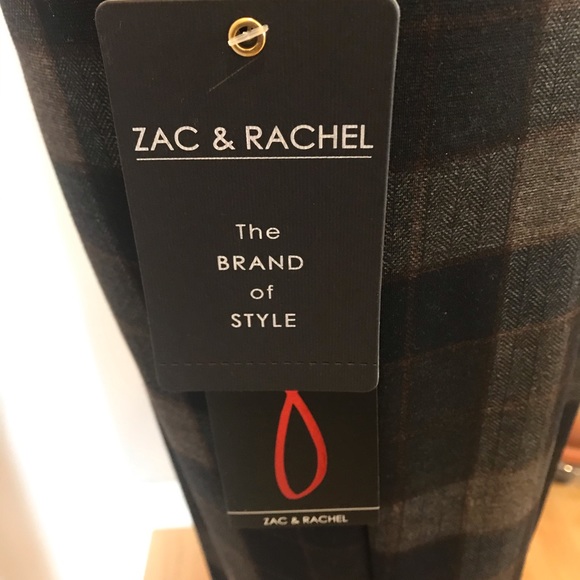 ZAC & RACHEL
The
BRAND
of
STYLE
ZAC & RACHEL